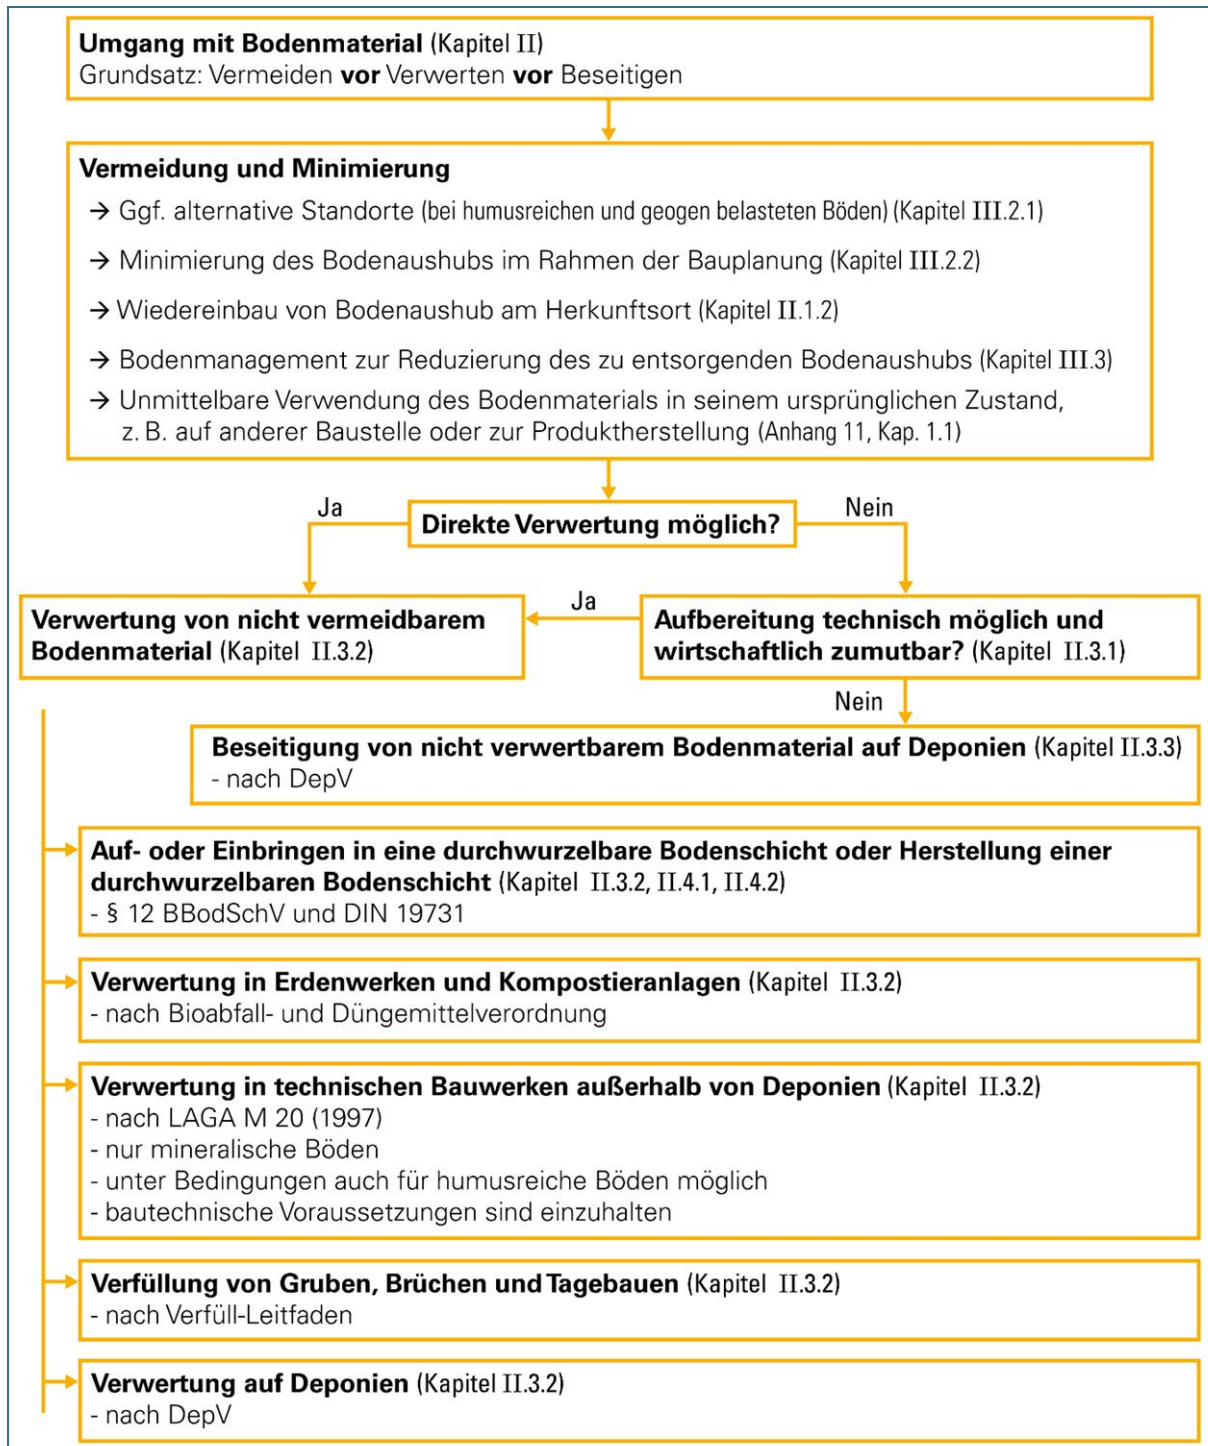 Umgang mit Bodenmaterial (Kapitel II)
Grundsatz: Vermeiden vor Verwerten vor Beseitigen
Vermeidung und Minimierung
→ Ggf. alternative Standorte (bei humusreichen und geogen belasteten Böden) (Kapitel III.2.1)
→ Minimierung des Bodenaushubs im Rahmen der Bauplanung (Kapitel III.2.2)
→ Wiedereinbau von Bodenaushub am Herkunftsort (Kapitel II.1.2)
→ Bodenmanagement zur Reduzierung des zu entsorgenden Bodenaushubs (Kapitel III.3)
→ Unmittelbare Verwendung des Bodenmaterials in seinem ursprünglichen Zustand,
z. B. auf anderer Baustelle oder zur Produktherstellung (Anhang 11, Kap. 1.1)
Ja
Direkte Verwertung möglich?
Nein
Verwertung von nicht vermeidbarem
Bodenmaterial (Kapitel II.3.2)
Ja
Aufbereitung technisch möglich und
wirtschaftlich zumutbar? (Kapitel II.3.1)
Nein
Beseitigung von nicht verwertbarem Bodenmaterial auf Deponien (Kapitel II.3.3)
- nach DepV
Auf- oder Einbringen in eine durchwurzelbare Bodenschicht oder Herstellung einer
durchwurzelbaren Bodenschicht (Kapitel II.3.2, II.4.1, II.4.2)
- § 12 BBodSchV und DIN 19731
Verwertung in Erdenwerken und Kompostieranlagen (Kapitel II.3.2)
- nach Bioabfall- und Düngemittelverordnung
Verwertung in technischen Bauwerken außerhalb von Deponien (Kapitel II.3.2)
- nach LAGA M 20 (1997)
- nur mineralische Böden
- unter Bedingungen auch für humusreiche Böden möglich
- bautechnische Voraussetzungen sind einzuhalten
Verfüllung von Gruben, Brüchen und Tagebauen (Kapitel II.3.2)
- nach Verfüll-Leitfaden
Verwertung auf Deponien (Kapitel II.3.2)
- nach DepV